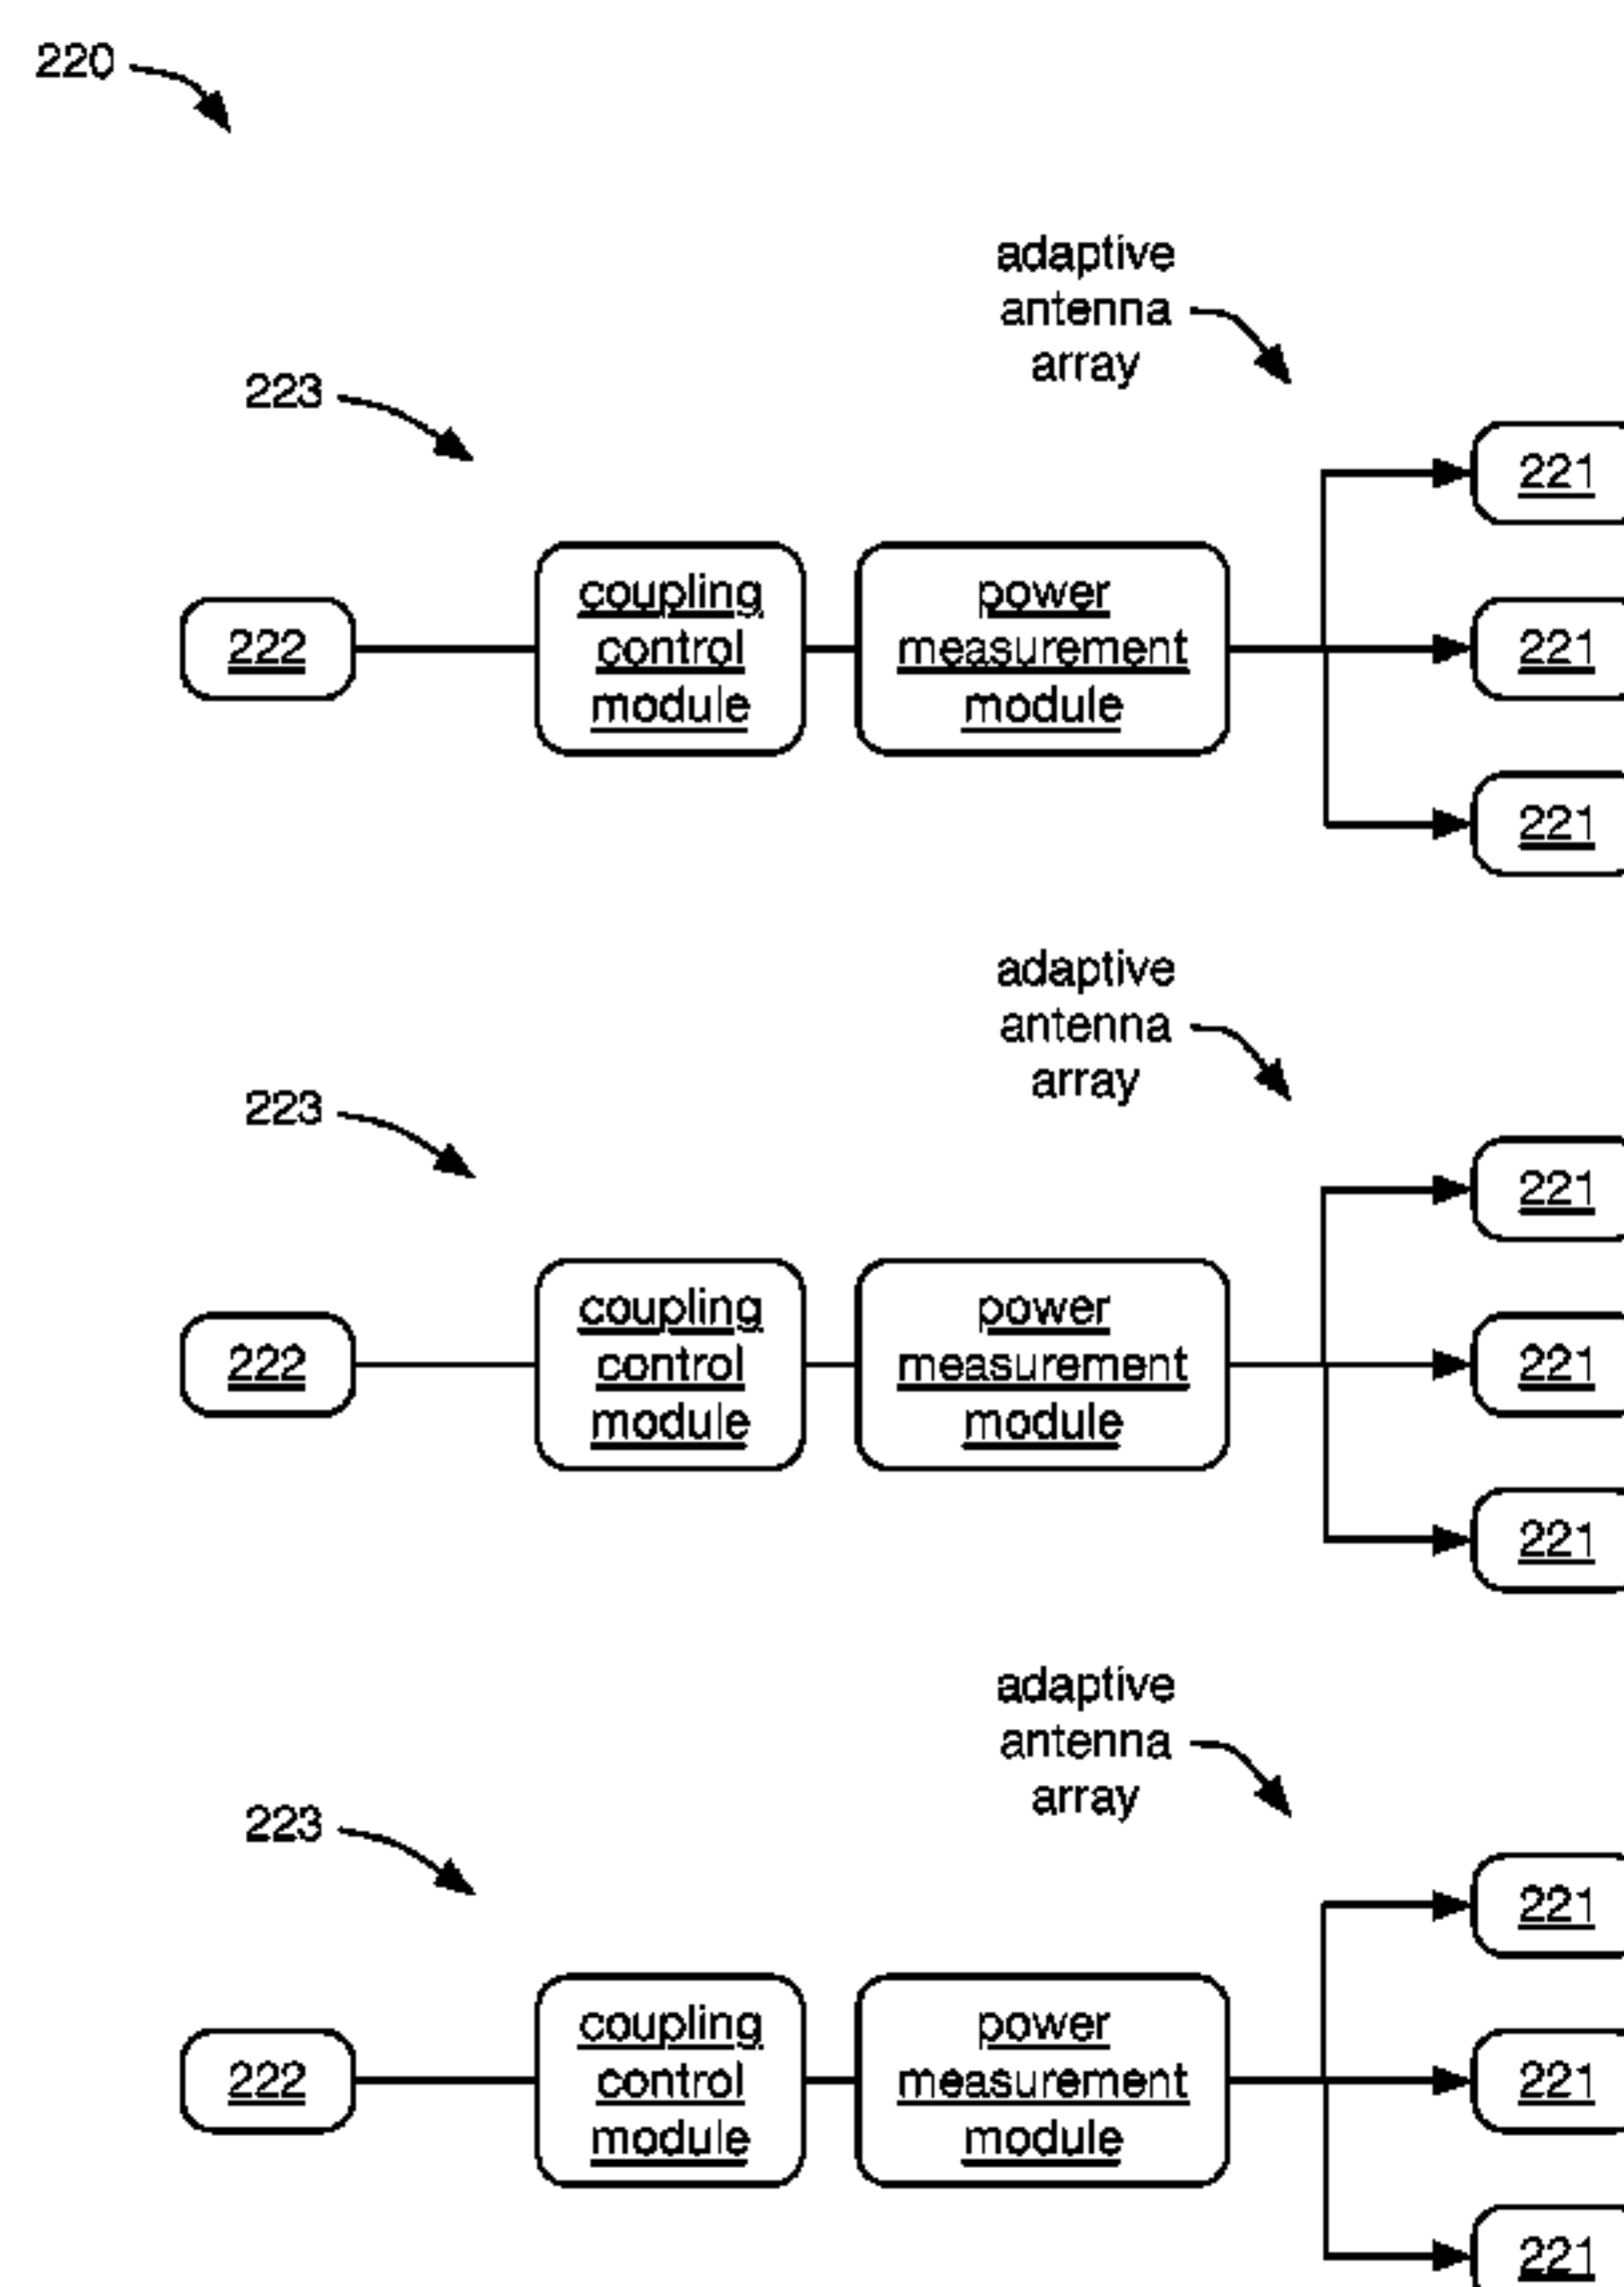 220
adaptive
antenna
array
223
221
coupling
control
module
power
measurement
module
222
221
221
adaptive
antenna
array
223
221
coupling
control
module
power
measurement
module
222
221
221
adaptive
antenna
array
223
221
coupling
control
module
power
measurement
module
222
221
221